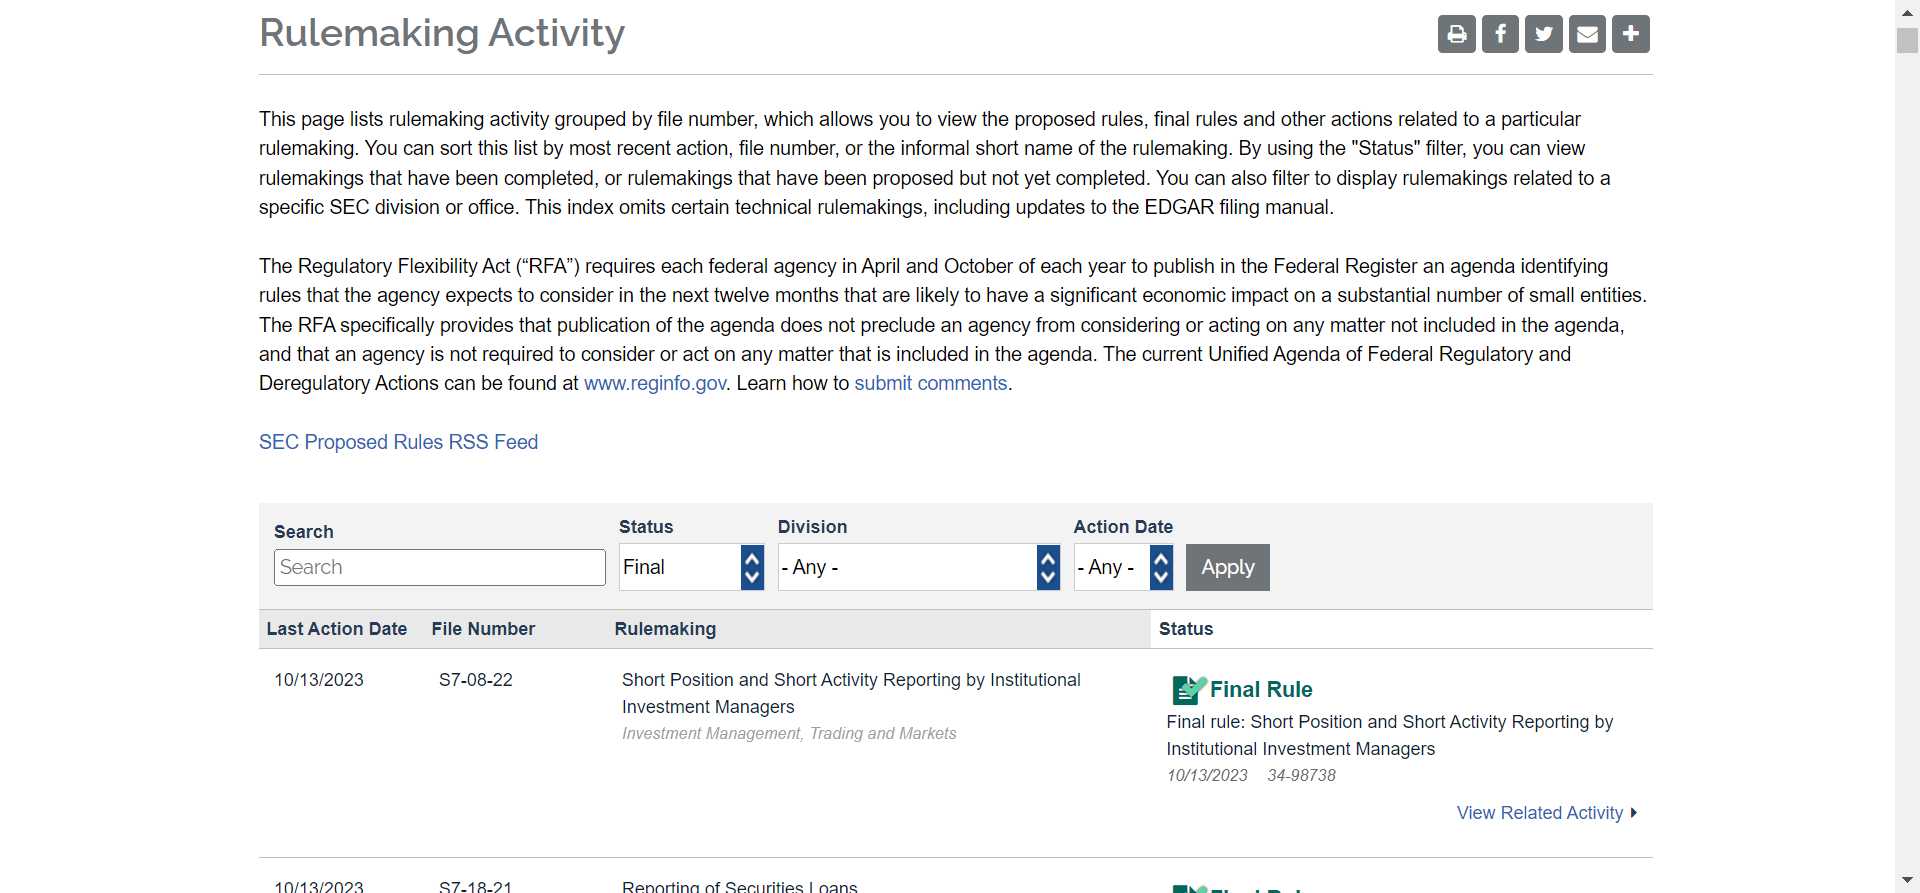 Rulemaking Activity
This page lists rulemaking activity grouped by file number, which allows you to view the proposed rules, final rules and other actions related to a particular
rulemaking. You can sort this list by most recent action, file number, or the informal short name of the rulemaking. By using the "Status" filter, you can view
rulemakings that have been completed, or rulemakings that have been proposed but not yet completed. You can also filter to display rulemakings related to a
specific SEC division or office. This index omits certain technical rulemakings, including updates to the EDGAR filing manual.
The Regulatory Flexibility Act (“RFA”) requires each federal agency in April and October of each year to publish in the Federal Register an agenda identifying
rules that the agency expects to consider in the next twelve months that are likely to have a significant economic impact on a substantial number of small entities.
The RFA specifically provides that publication of the agenda does not preclude an agency from considering or acting on any matter not included in the agenda,
and that an agency is not required to consider or act on any matter that is included in the agenda. The current Unified Agenda of Federal Regulatory and
Deregulatory Actions can be found at www.reginfo.gov. Learn how to submit comments.
SEC Proposed Rules RSS Feed
Search Status Division Action Date
Search Final - Any - - Any - Apply
Last Action Date File Number Rulemaking Status
10/13/2023 S7-08-22 Short Position and Short Activity Reporting by Institutional
Investment Managers
Investment Management, Trading and Markets
Final Rule
Final rule: Short Position and Short Activity Reporting by
Institutional Investment Managers
10/13/2023 34-98738
View Related Activity
10/13/2023 S7-18-21 Reporting of Securities Loans Final Rule